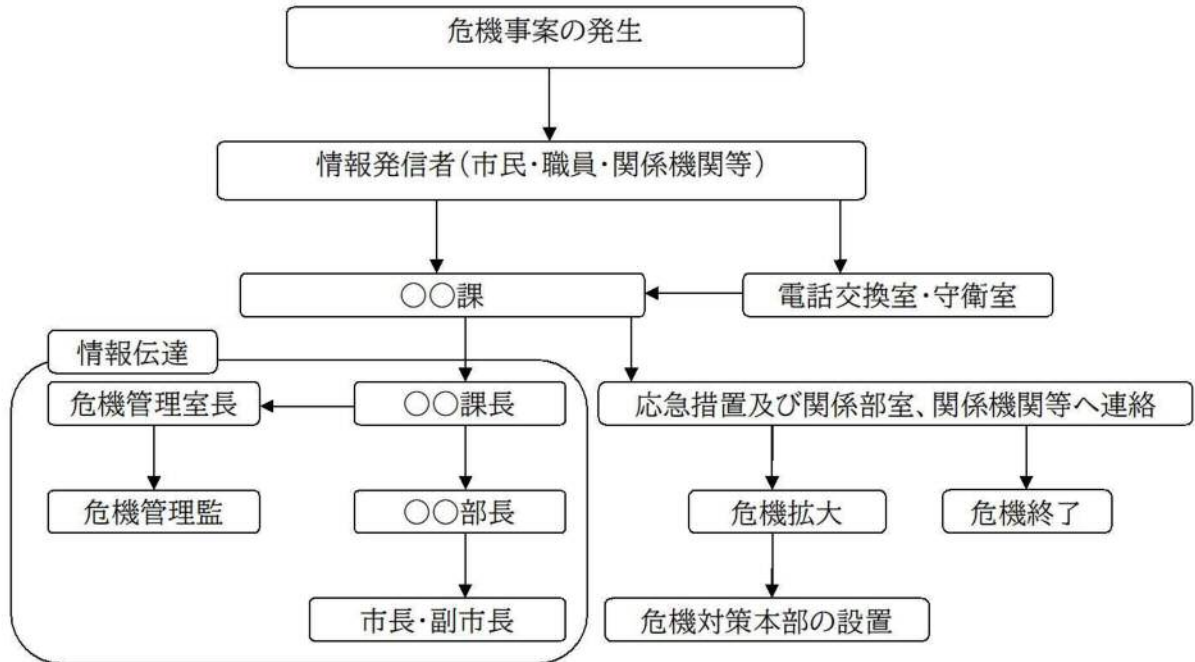 危機事案の発生
情報発信者(市民・職員・関係機関等)
○○課
電話交換室・守衛室
情報伝達
危機管理室長
○○課長
応急措置及び関係部室、関係機関等へ連絡
危機管理監
○○部長
危機拡大
危機終了
市長・副市長
危機対策本部の設置